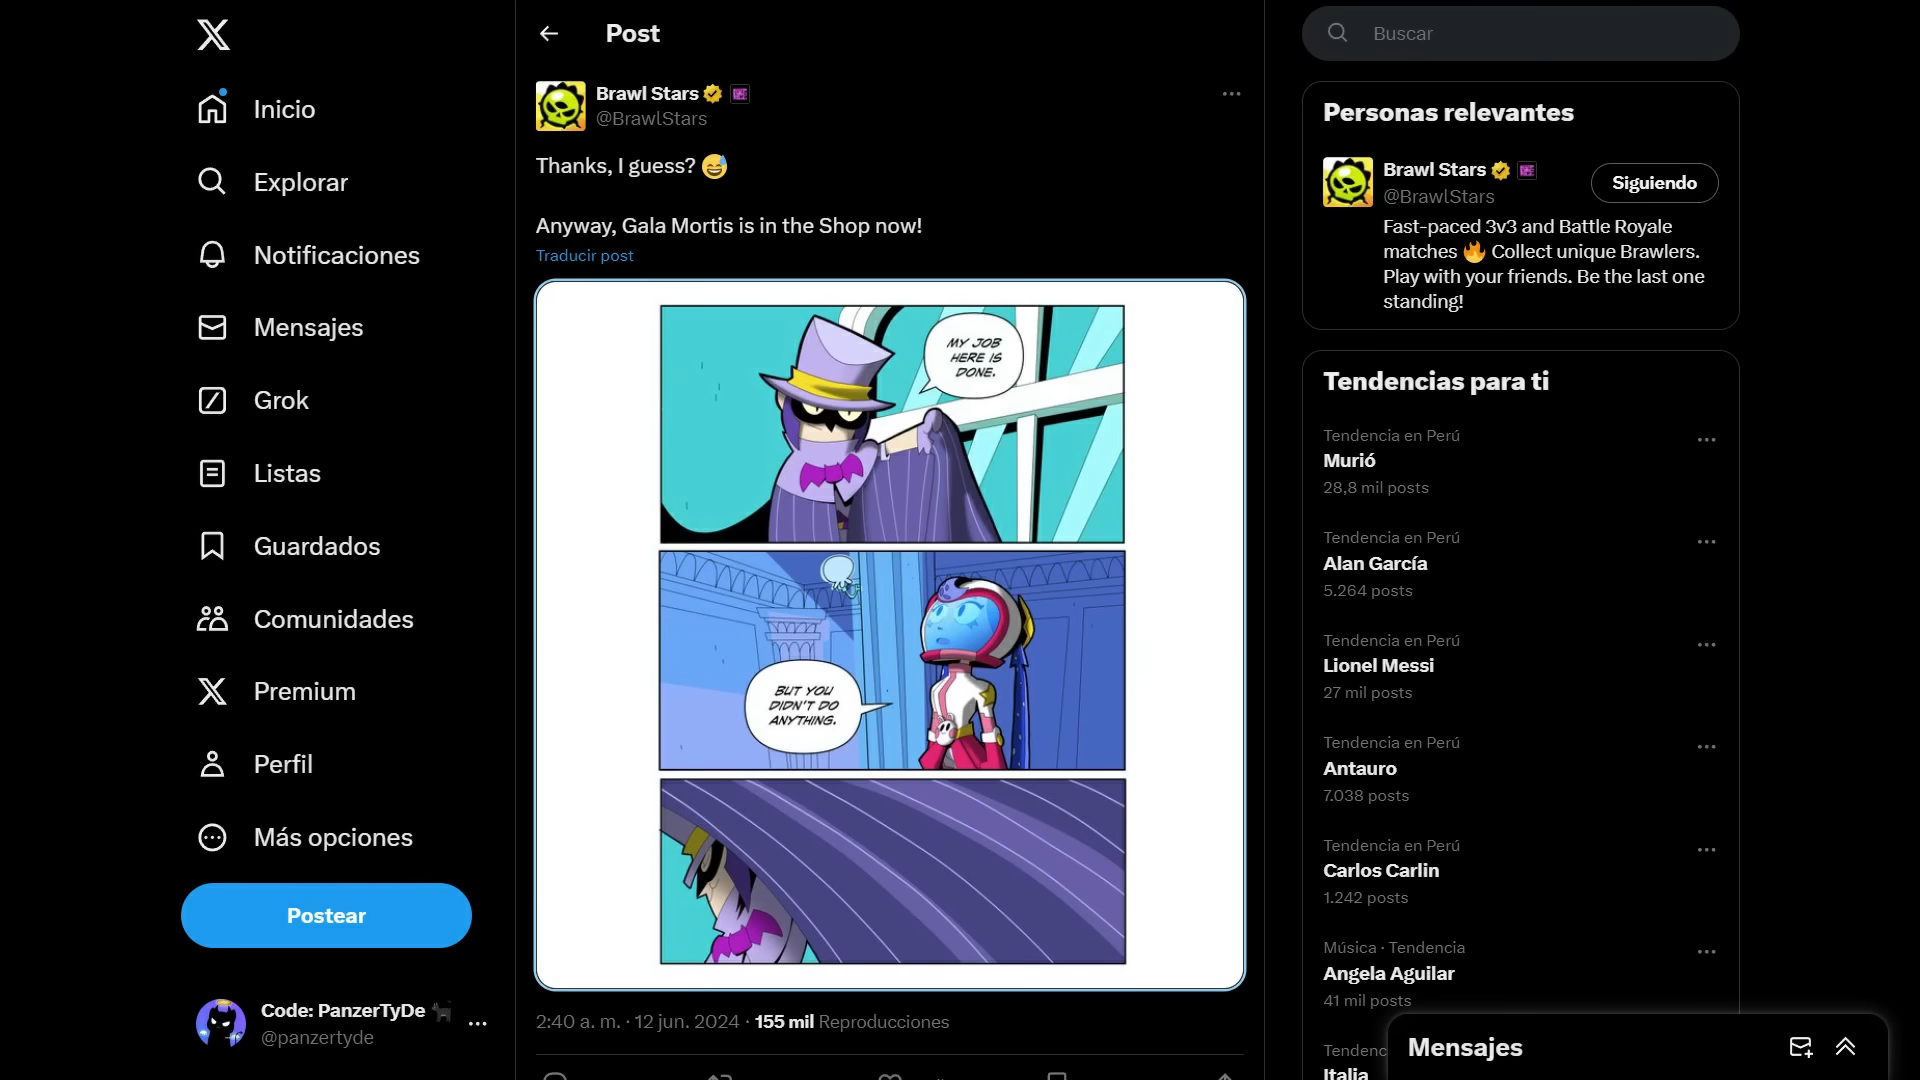 Inicio
Explorar
Notificaciones
Mensajes
Grok
Listas
Guardados
Comunidades
Premium
Perfil
Más opciones
Postear
Code: PanzerTyDe
@panzertyde
Post
Brawl Stars
@BrawlStars
Thanks, I guess? 😅
Anyway, Gala Mortis is in the Shop now!
Traducir post
MY JOB
HERE IS
DONE.
BUT YOU
DIDN'T DO
ANYTHING.
2:40 a. m. · 12 jun. 2024 · 155 mil Reproducciones
Buscar
Personas relevantes
Brawl Stars
@BrawlStars
Siguiendo
Fast-paced 3v3 and Battle Royale
matches 🔥 Collect unique Brawlers.
Play with your friends. Be the last one
standing!
Tendencias para ti
Tendencia en Perú
Murió
28,8 mil posts
Tendencia en Perú
Alan García
5.264 posts
Tendencia en Perú
Lionel Messi
27 mil posts
Tendencia en Perú
Antauro
7.038 posts
Tendencia en Perú
Carlos Carlin
1.242 posts
Música · Tendencia
Angela Aguilar
41 mil posts
Tendenc
Italia
Mensajes